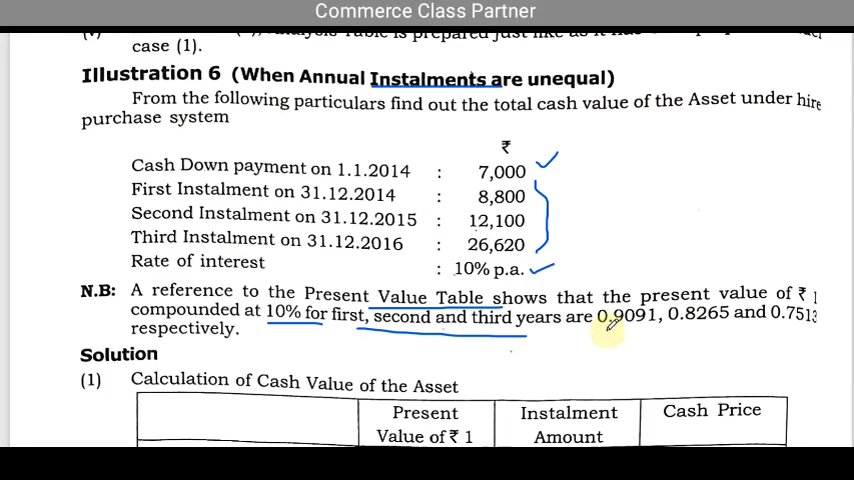 Commerce Class Partner
case (1).
Illustration 6 (When Annual Instalments are unequal)
From the following particulars find out the total cash value of the Asset under hire
purchase system
₹
Cash Down payment on 1.1.2014 : 7,000
First Instalment on 31.12.2014 : 8,800
Second Instalment on 31.12.2015 : 12,100
Third Instalment on 31.12.2016 : 26,620
Rate of interest : 10% p.a.
N.B: A reference to the Present Value Table shows that the present value of ₹ 1
compounded at 10% for first, second and third years are 0.9091, 0.8265 and 0.7513
respectively.
Solution
(1) Calculation of Cash Value of the Asset
Present Value of ₹ 1 Instalment Amount Cash Price